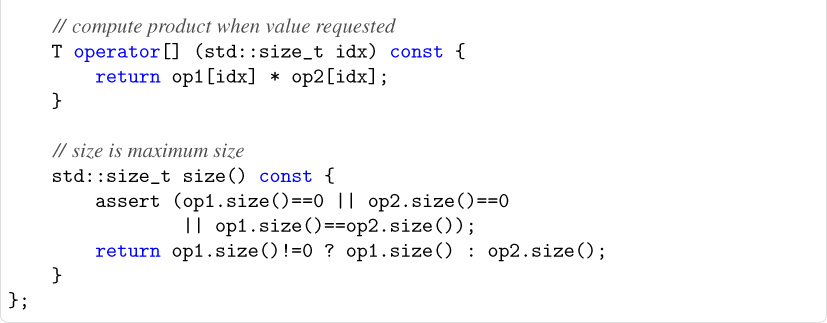 // compute product when value requested
T operator[] (std::size_t idx) const {
return op1[idx] * op2[idx];
}
// size is maximum size
std::size_t size() const {
assert (op1.size()==0 || op2.size()==0
|| op1.size()==op2.size());
return op1.size()!=0 ? op1.size() : op2.size();
}
};